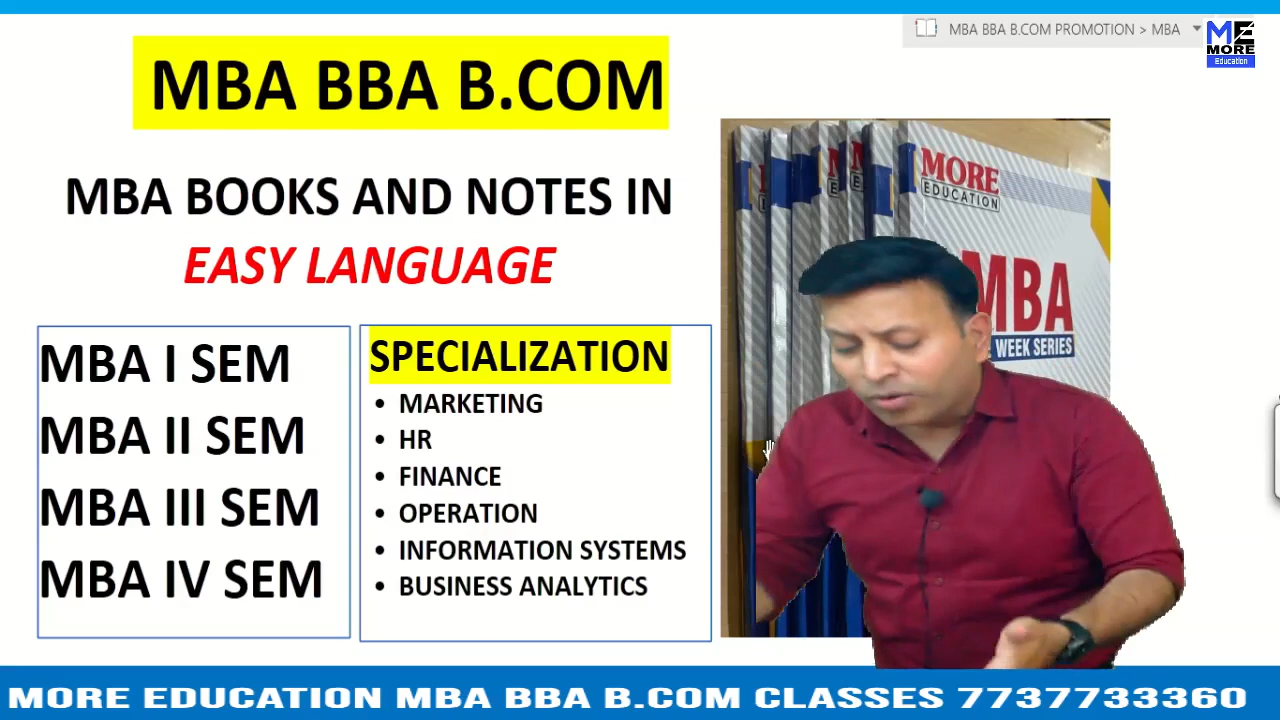 MBA BBA B.COM PROMOTION > MBA
ME
MORE
Education
MBA BBA B.COM
MBA BOOKS AND NOTES IN
EASY LANGUAGE
MBA I SEM
MBA II SEM
MBA III SEM
MBA IV SEM
SPECIALIZATION
• MARKETING
• HR
• FINANCE
• OPERATION
• INFORMATION SYSTEMS
• BUSINESS ANALYTICS
MORE
EDUCATION
MBA
WEEK SERIES
MORE EDUCATION MBA BBA B.COM CLASSES 7737733360